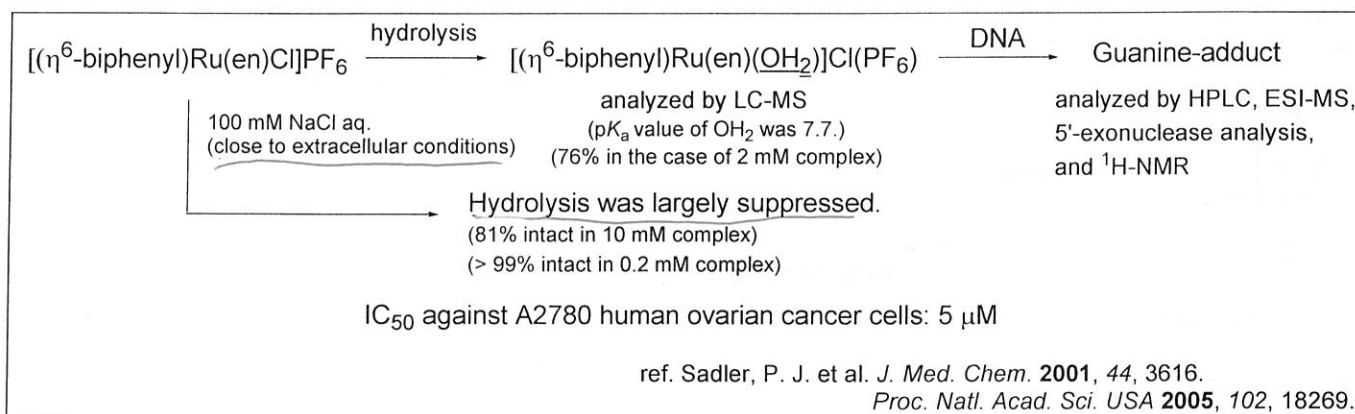 hydrolysis
DNA
[(η⁶-biphenyl)Ru(en)Cl]PF₆
[(η⁶-biphenyl)Ru(en)(OH₂)]Cl(PF₆)
Guanine-adduct
analyzed by LC-MS
(pKₐ value of OH₂ was 7.7.)
(76% in the case of 2 mM complex)
analyzed by HPLC, ESI-MS,
5'-exonuclease analysis,
and ¹H-NMR
100 mM NaCl aq.
(close to extracellular conditions)
Hydrolysis was largely suppressed.
(81% intact in 10 mM complex)
(> 99% intact in 0.2 mM complex)
IC₅₀ against A2780 human ovarian cancer cells: 5 μM
ref. Sadler, P. J. et al. J. Med. Chem. 2001, 44, 3616.
Proc. Natl. Acad. Sci. USA 2005, 102, 18269.